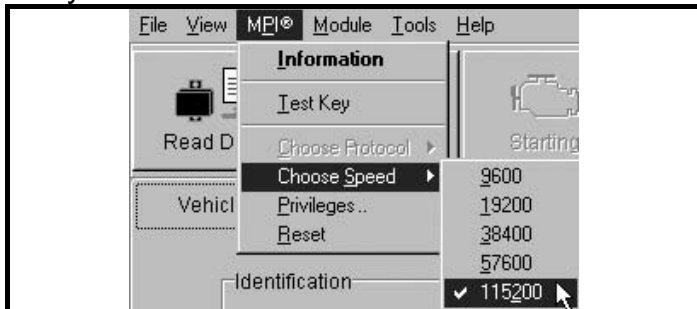 File View MPI® Module Tools Help
Information
Test Key
Read D
Choose Protocol
Starting
Choose Speed
9600
Vehicl
Privileges..
19200
Reset
38400
57600
Identification
115200